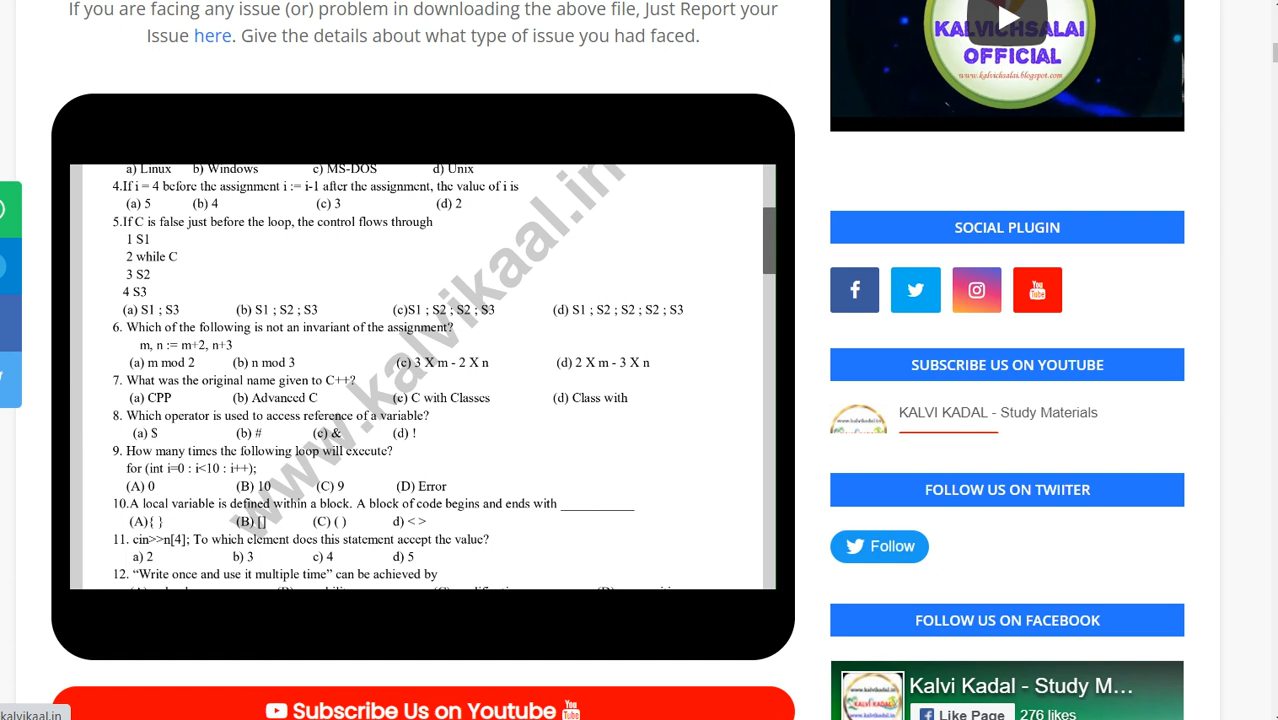 If you are facing any issue (or) problem in downloading the above file, Just Report your
Issue here. Give the details about what type of issue you had faced.
a) Linux b) Windows c) MS-DOS d) Unix
4.If i = 4 before the assignment i := i-1 after the assignment, the value of i is
(a) 5 (b) 4 (c) 3 (d) 2
5.If C is false just before the loop, the control flows through
1 S1
2 while C
3 S2
4 S3
(a) S1 ; S3 (b) S1 ; S2 ; S3 (c)S1 ; S2 ; S2 ; S3 (d) S1 ; S2 ; S2 ; S2 ; S3
6. Which of the following is not an invariant of the assignment?
m, n := m+2, n+3
(a) m mod 2 (b) n mod 3 (c) 3 X m - 2 X n (d) 2 X m - 3 X n
7. What was the original name given to C++?
(a) CPP (b) Advanced C (c) C with Classes (d) Class with
8. Which operator is used to access reference of a variable?
(a) $ (b) # (c) & (d) !
9. How many times the following loop will execute?
for (int i=0 : i<10 : i++);
(A) 0 (B) 10 (C) 9 (D) Error
10.A local variable is defined within a block. A block of code begins and ends with ___________
(A){ } (B) [] (C) ( ) d) < >
11. cin>>n[4]; To which element does this statement accept the value?
a) 2 b) 3 c) 4 d) 5
12. “Write once and use it multiple time” can be achieved by
www.kalvikaal.in
Subscribe Us on Youtube
kalvikaal.in
KALVICHSALAI
OFFICIAL
www.kalvichsalai.blogspot.com
SOCIAL PLUGIN
You
Tube
SUBSCRIBE US ON YOUTUBE
KALVI KADAL - Study Materials
FOLLOW US ON TWIITER
Follow
FOLLOW US ON FACEBOOK
Kalvi Kadal - Study M...
Like Page 276 likes